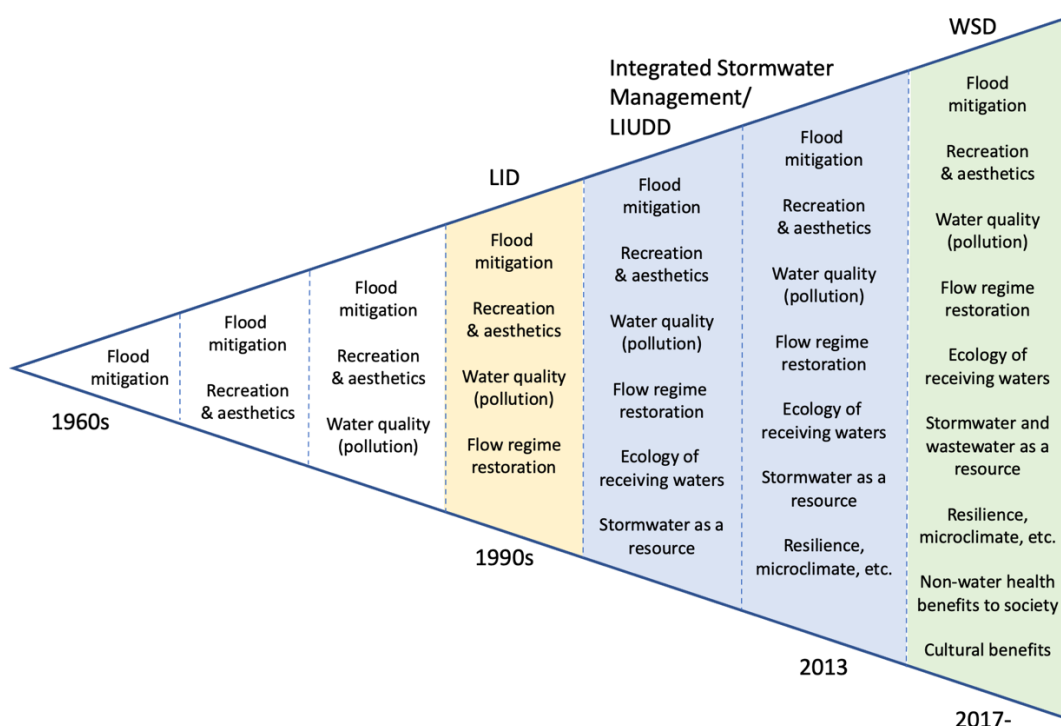 WSD
Integrated Stormwater
Management/
LIUDD
LID
Flood
mitigation
1960s
Flood
mitigation
Recreation
& aesthetics
Flood
mitigation
Recreation
& aesthetics
Water quality
(pollution)
Flood
mitigation
Recreation
& aesthetics
Water quality
(pollution)
Flow regime
restoration
1990s
Flood
mitigation
Recreation
& aesthetics
Water quality
(pollution)
Flow regime
restoration
Ecology of
receiving waters
Stormwater as a
resource
Flood
mitigation
Recreation
& aesthetics
Water quality
(pollution)
Flow regime
restoration
Ecology of
receiving waters
Stormwater as a
resource
Resilience,
microclimate, etc.
2013
Flood
mitigation
Recreation
& aesthetics
Water quality
(pollution)
Flow regime
restoration
Ecology of
receiving waters
Stormwater and
wastewater as a
resource
Resilience,
microclimate, etc.
Non-water health
benefits to society
Cultural benefits
2017-